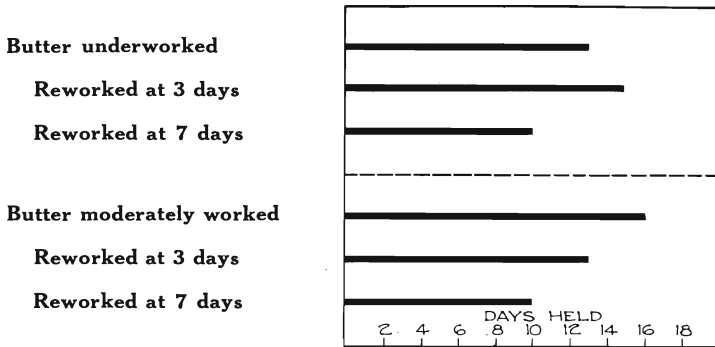 Butter underworked
Reworked at 3 days
Reworked at 7 days
Butter moderately worked
Reworked at 3 days
Reworked at 7 days
DAYS HELD
2 4 6 8 10 12 14 16 18